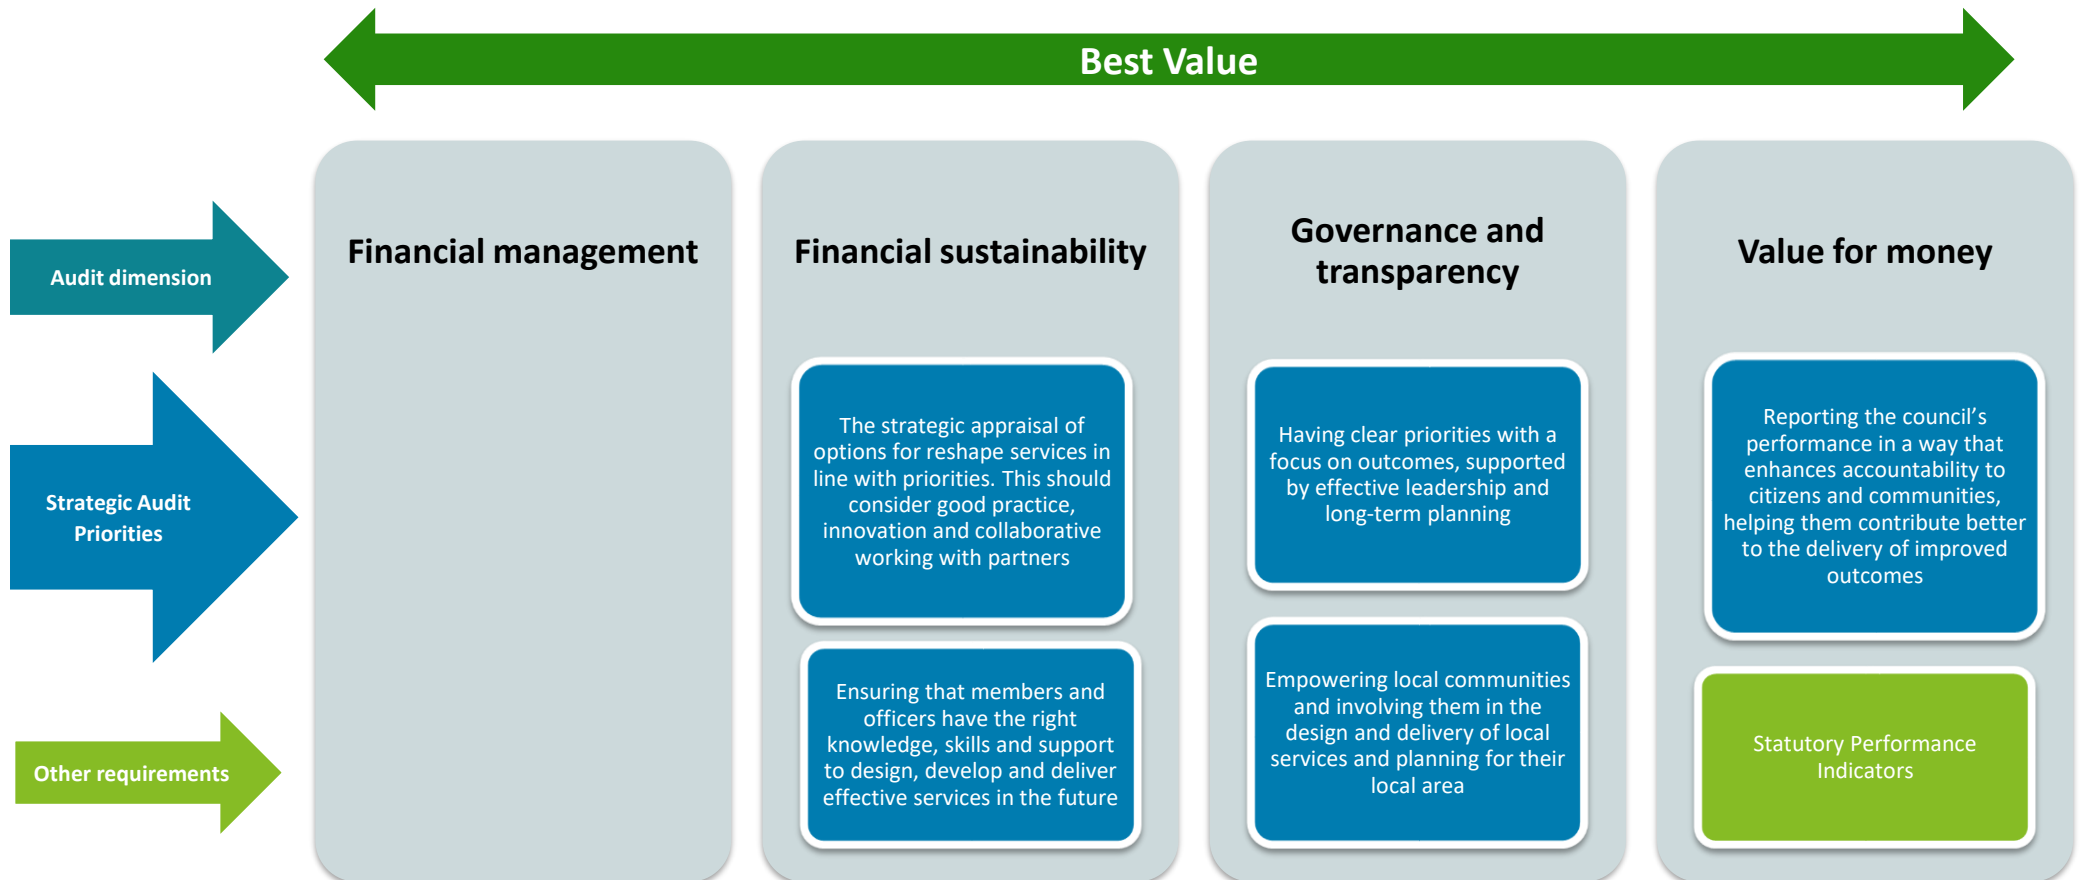 Best Value
Audit dimension
Strategic Audit
Priorities
Other requirements
Financial management
Financial sustainability
The strategic appraisal of
options for reshape services in
line with priorities. This should
consider good practice,
innovation and collaborative
working with partners
Ensuring that members and
officers have the right
knowledge, skills and support
to design, develop and deliver
effective services in the future
Governance and
transparency
Having clear priorities with a
focus on outcomes, supported
by effective leadership and
long-term planning
Empowering local communities
and involving them in the
design and delivery of local
services and planning for their
local area
Value for money
Reporting the council’s
performance in a way that
enhances accountability to
citizens and communities,
helping them contribute better
to the delivery of improved
outcomes
Statutory Performance
Indicators